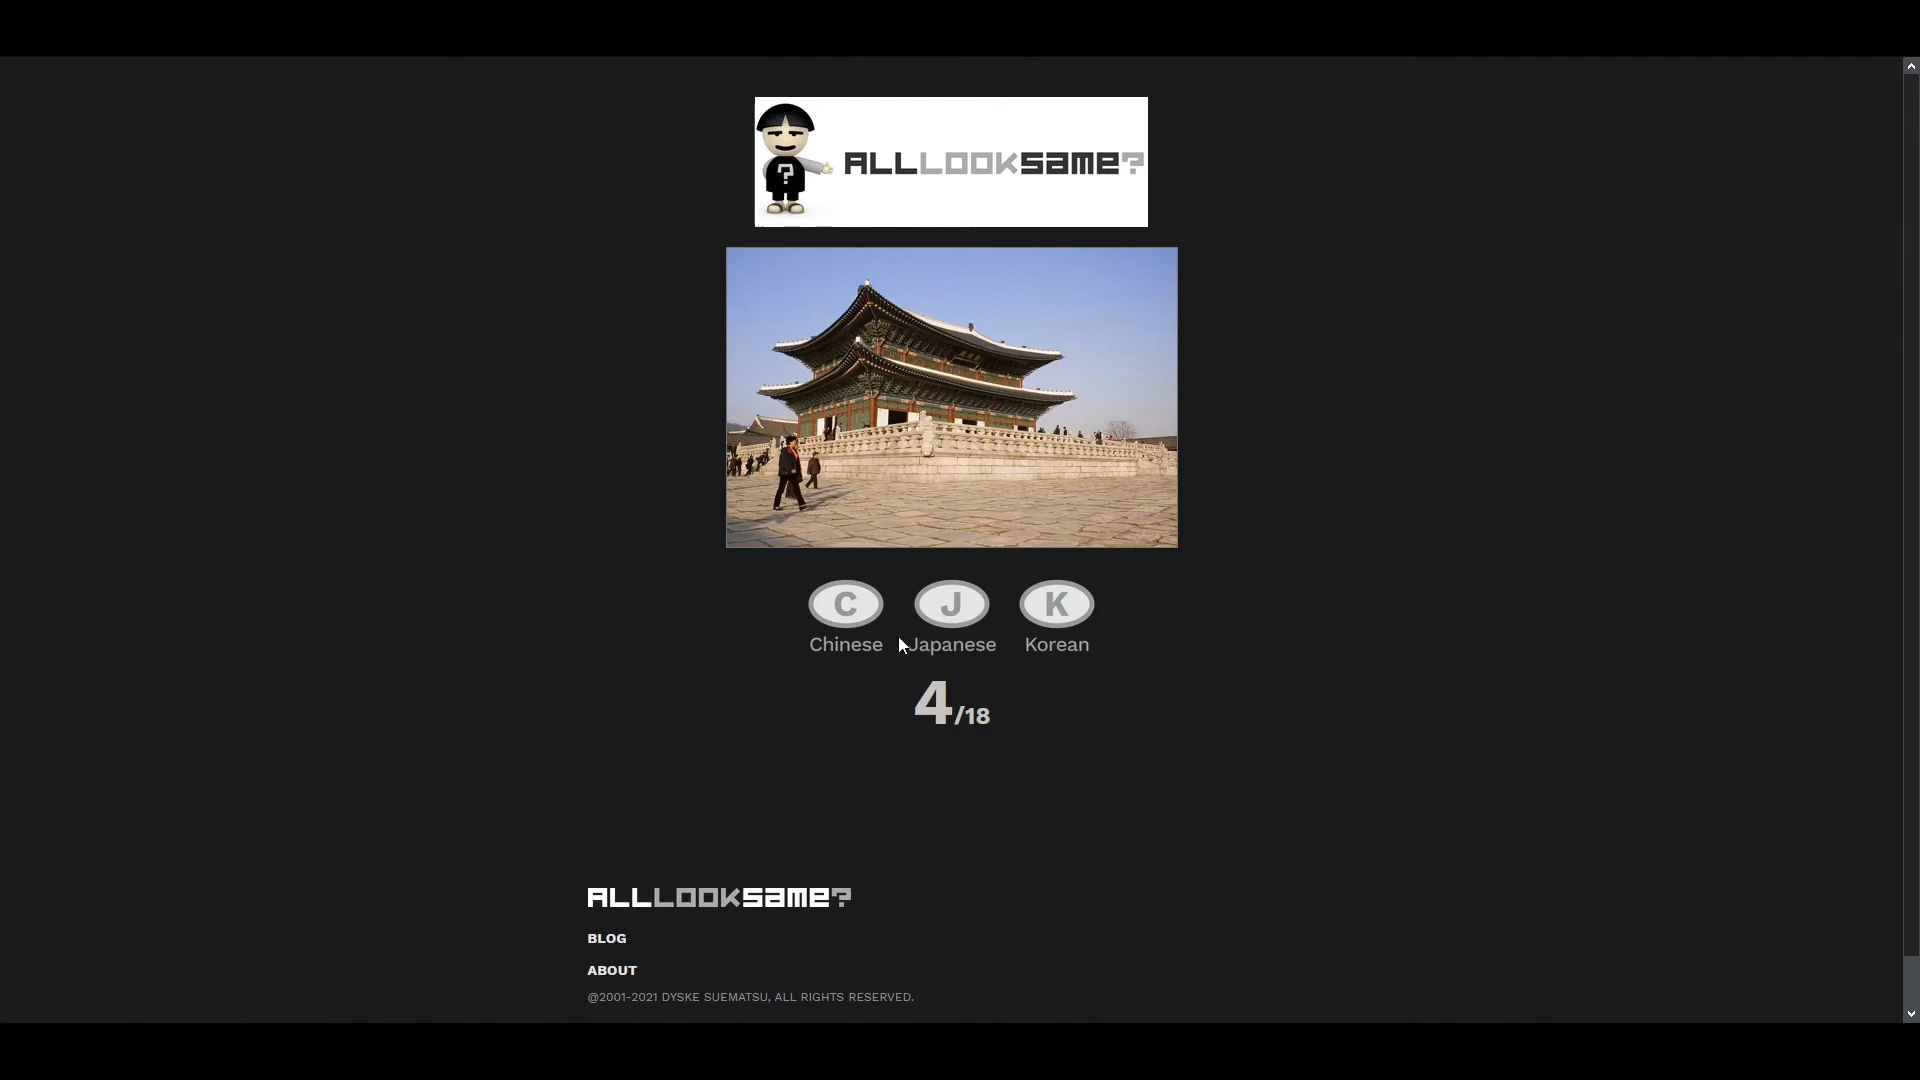 ?
ALLLOOKSAME?
C J K
Chinese Japanese Korean
4/18
ALLLOOKSAME?
BLOG
ABOUT
@2001-2021 DYSKE SUEMATSU, ALL RIGHTS RESERVED.